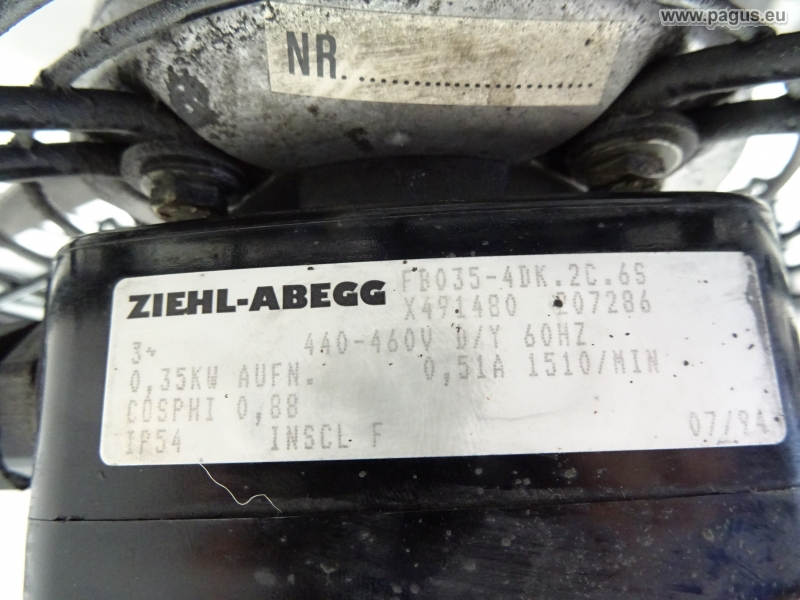 www.pagus.eu
NR. ........................
ZIEHL-ABEGG
FB035-4DK.2C.6S
X491480 207286
3~ 440-460V D/Y 60HZ
0,35KW AUFN. 0,51A 1510/MIN
COSPHI 0,88
IP54 INSCL F 07/94